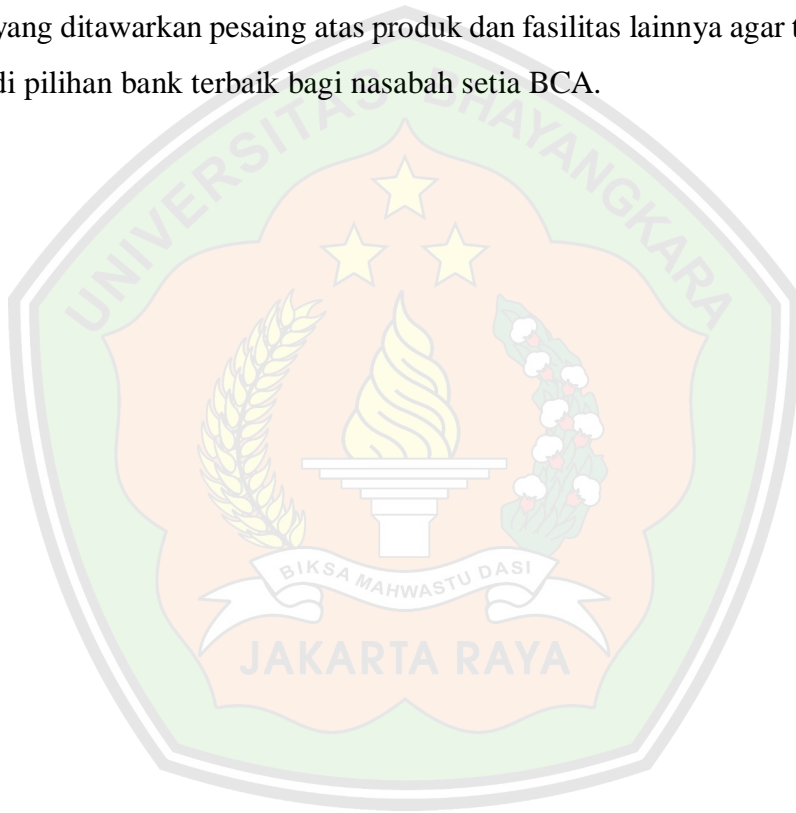 yang ditawarkan pesaing atas produk dan fasilitas lainnya agar
di pilihan bank terbaik bagi nasabah setia BCA.
UNIVERSITAS BHAYANGKARA
BIKSA MAHWASTU DASI
JAKARTA RAYA